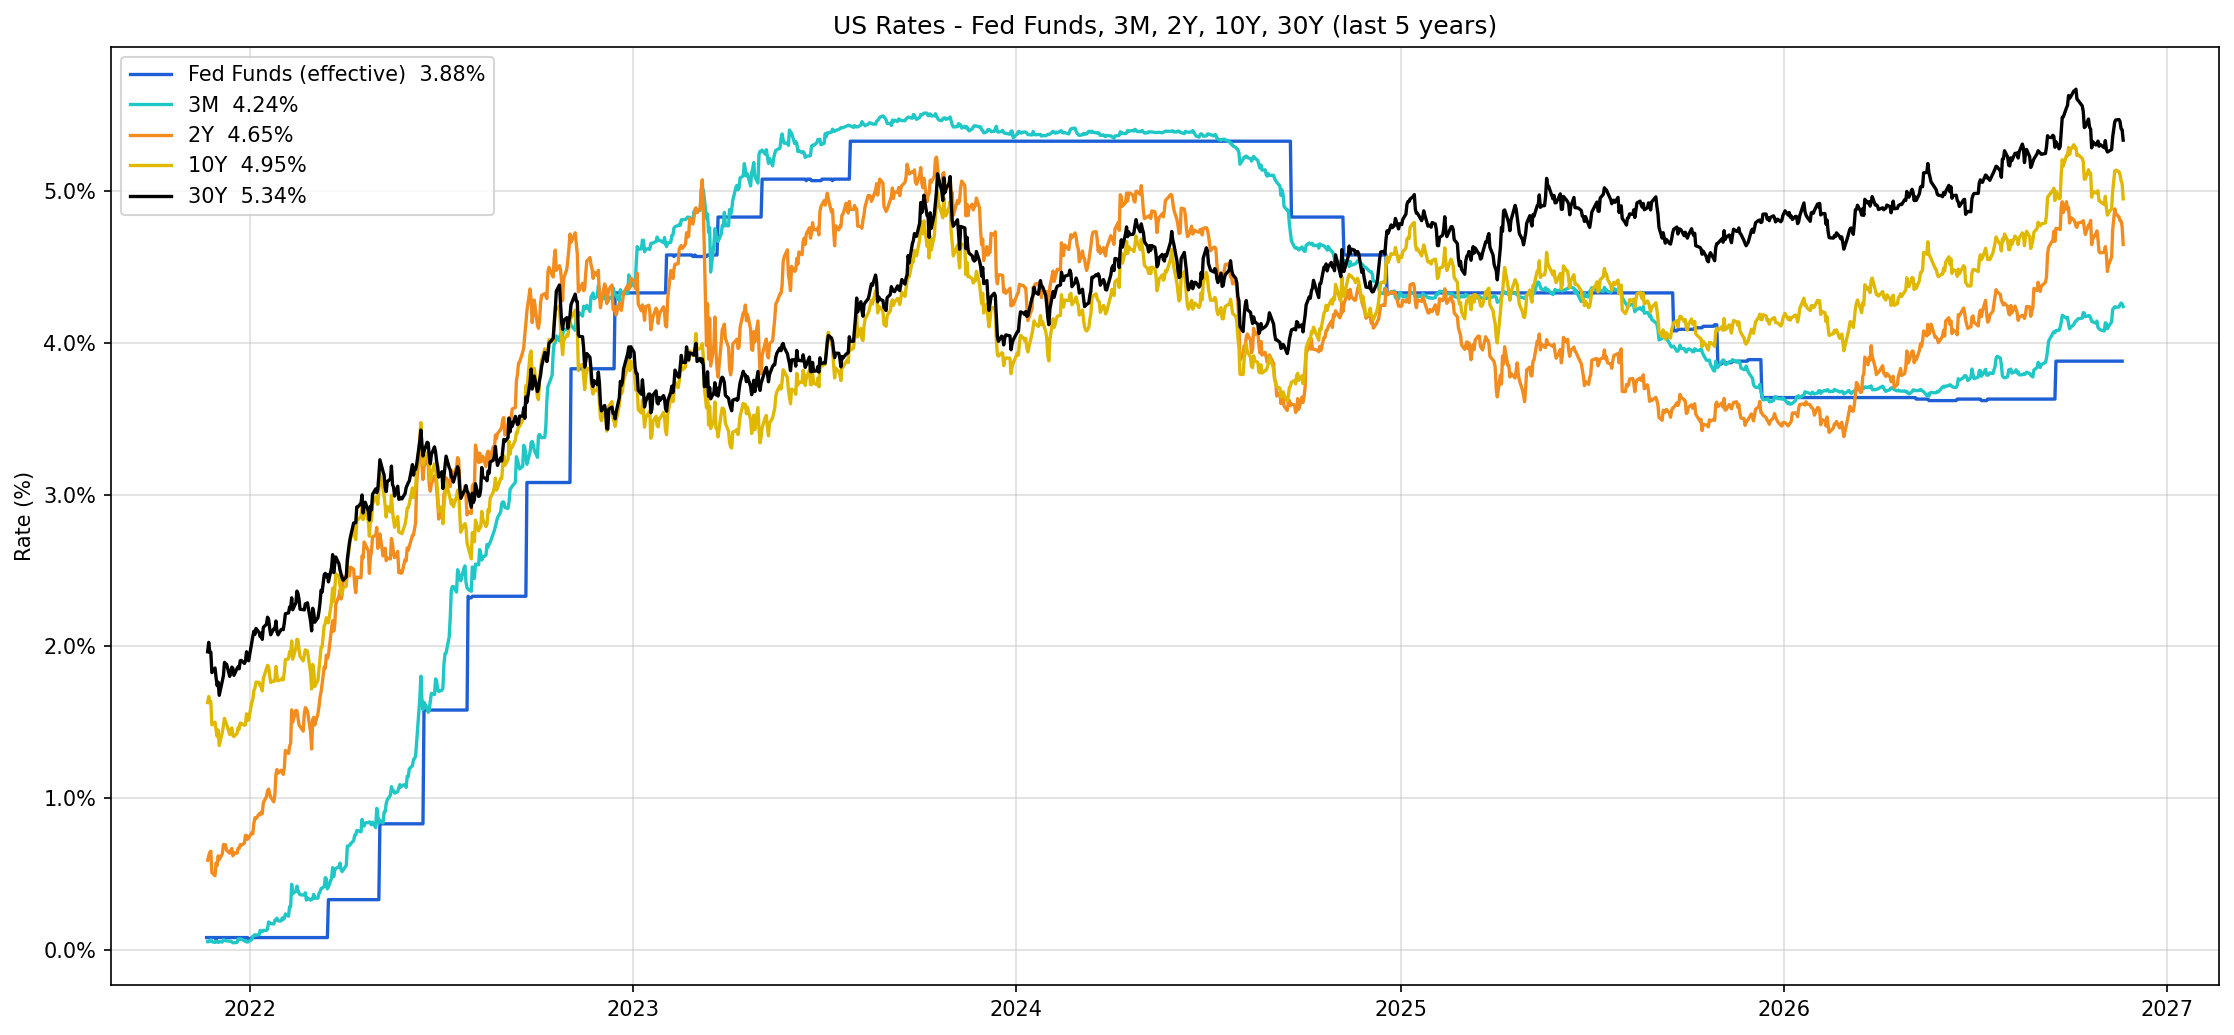 US Rates - Fed Funds, 3M, 2Y, 10Y, 30Y (last 5 years)
Fed Funds (effective)  3.88%
3M  4.24%
2Y  4.65%
10Y  4.95%
30Y  5.34%
Rate (%)
5.0%
4.0%
3.0%
2.0%
1.0%
0.0%
2022 2023 2024 2025 2026 2027